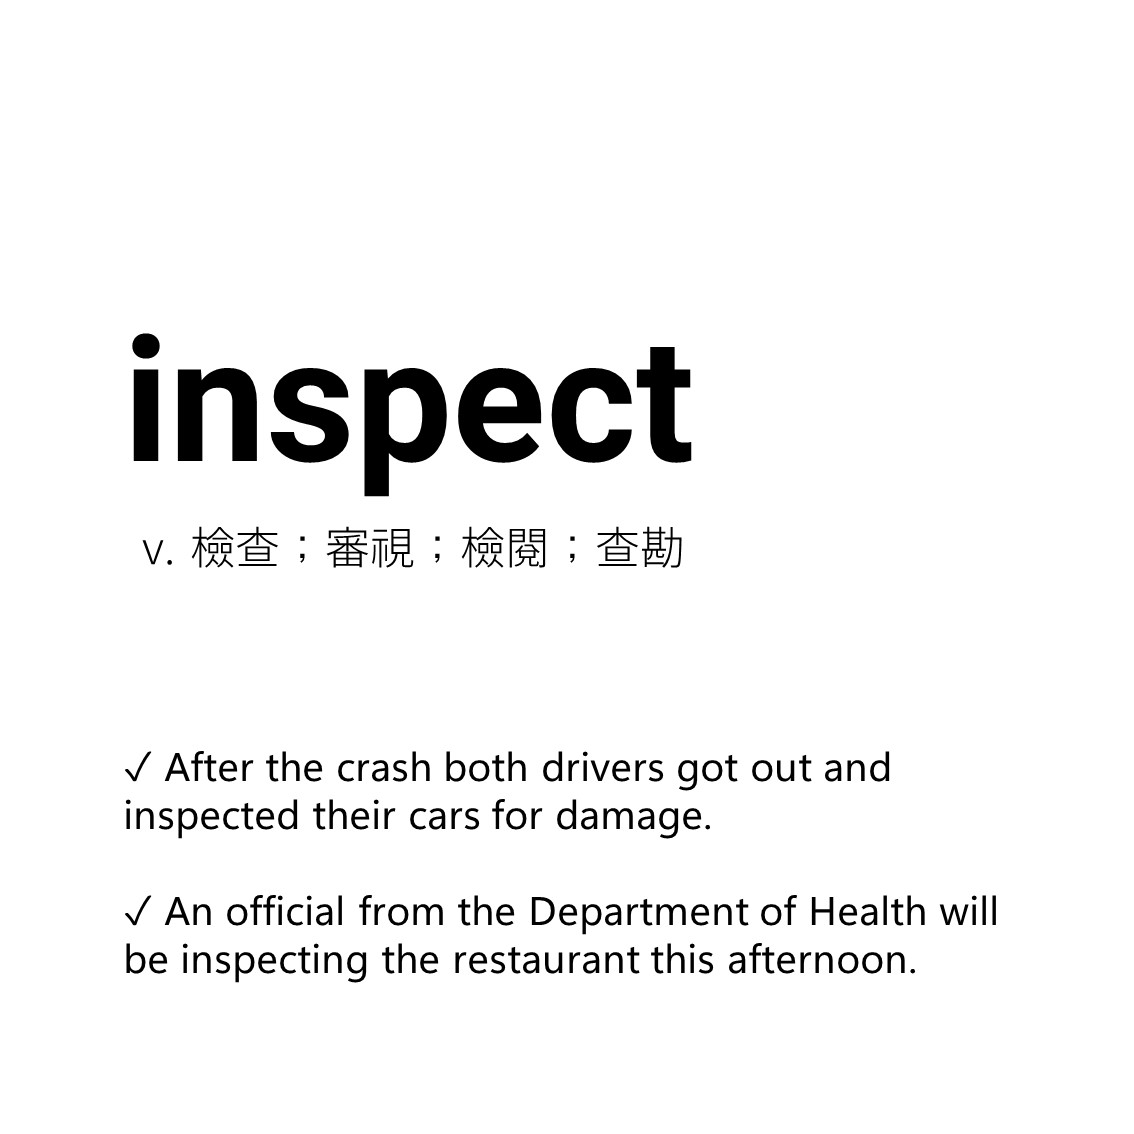 inspect
v. 檢查；審視；檢閱；查勘
✓ After the crash both drivers got out and
inspected their cars for damage.
✓ An official from the Department of Health will
be inspecting the restaurant this afternoon.